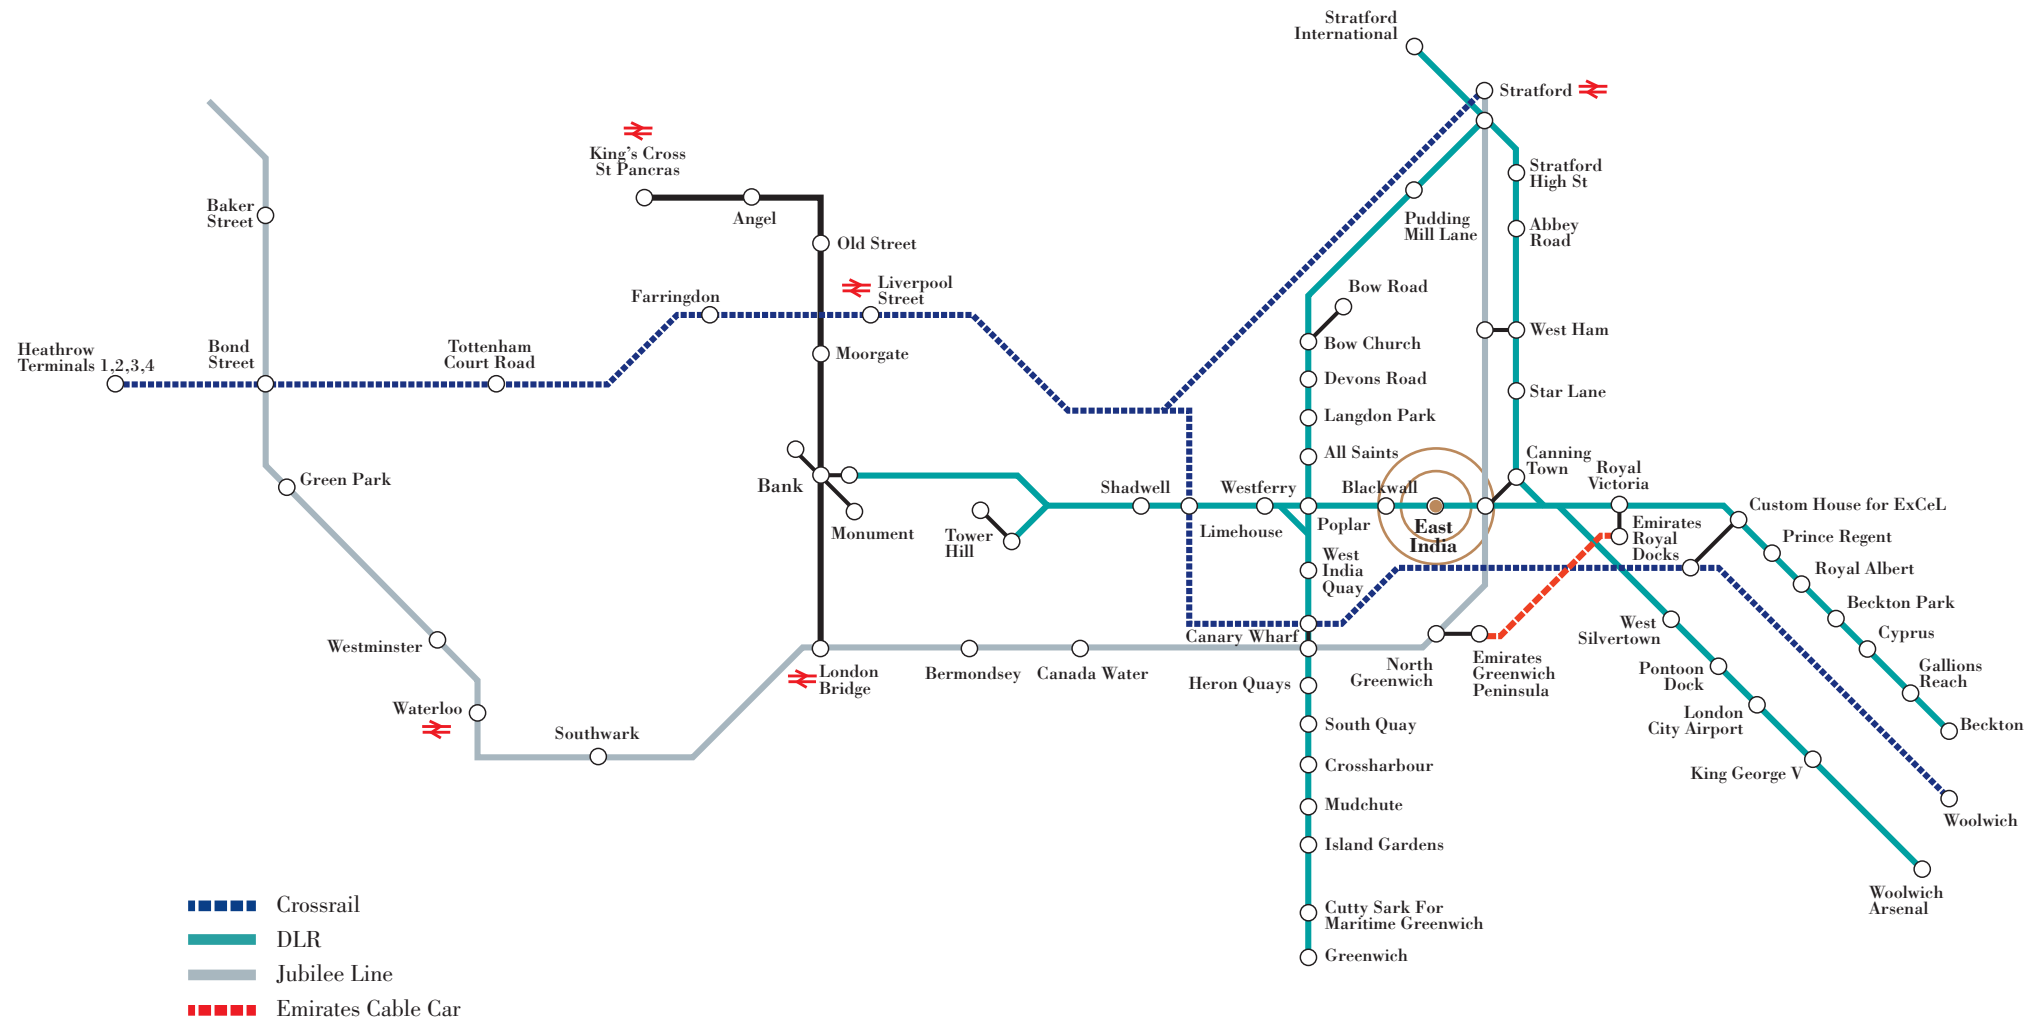 Stratford
International
Stratford
King's Cross
St Pancras
Stratford
High St
Baker
Street
Angel
Pudding
Mill Lane
Abbey
Road
Old Street
Liverpool
Street
Farringdon
Bow Road
West Ham
Heathrow
Terminals 1,2,3,4
Bond
Street
Tottenham
Court Road
Moorgate
Bow Church
Devons Road
Star Lane
Langdon Park
All Saints
Canning
Town
Royal
Victoria
Green Park
Bank
Shadwell
Westferry
Blackwall
Custom House for ExCeL
Monument
Tower
Hill
Limehouse
Poplar
East
India
Emirates
Royal
Docks
Prince Regent
West
India
Quay
Royal Albert
Beckton Park
Westminster
Canary Wharf
West
Silvertown
Cyprus
London
Bridge
Bermondsey
Canada Water
North
Greenwich
Emirates
Greenwich
Peninsula
Pontoon
Dock
Gallions
Reach
Heron Quays
Waterloo
Southwark
South Quay
London
City Airport
Beckton
Crossharbour
King George V
Mudchute
Woolwich
Island Gardens
Woolwich
Arsenal
Cutty Sark For
Maritime Greenwich
Greenwich
Crossrail
DLR
Jubilee Line
Emirates Cable Car